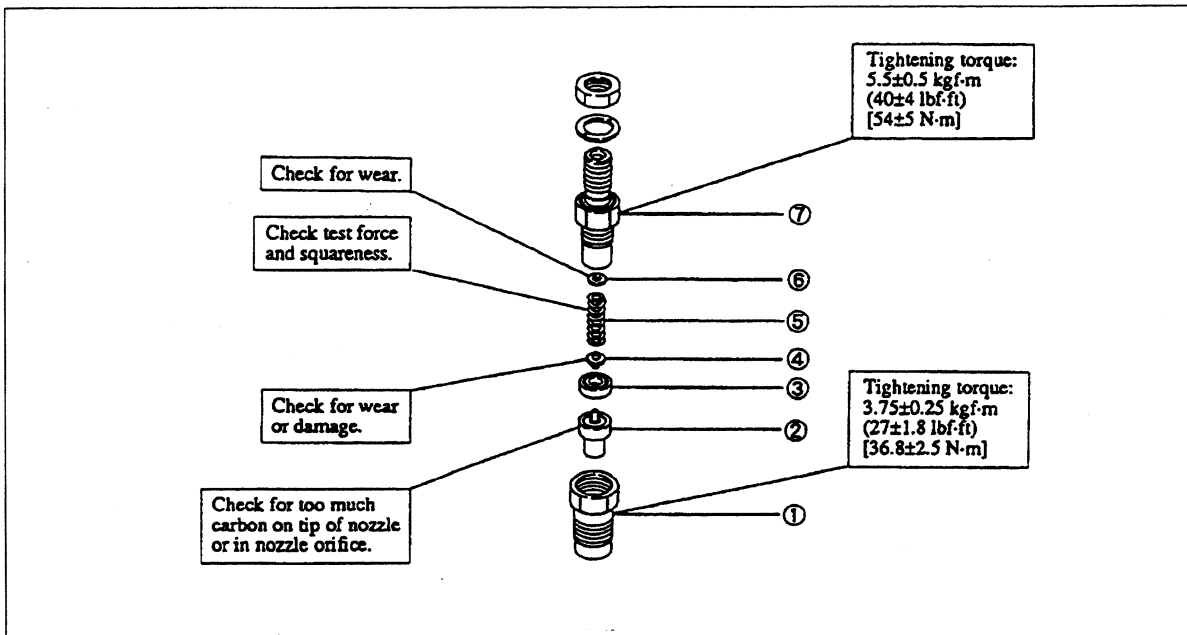 Tightening torque:
5.5±0.5 kgf·m
(40±4 lbf·ft)
[54±5 N·m]
Check for wear.
⑦
Check test force
and squareness.
⑥
⑤
④
③
Check for wear
or damage.
Tightening torque:
3.75±0.25 kgf·m
(27±1.8 lbf·ft)
[36.8±2.5 N·m]
②
Check for too much
carbon on tip of nozzle
or in nozzle orifice.
①